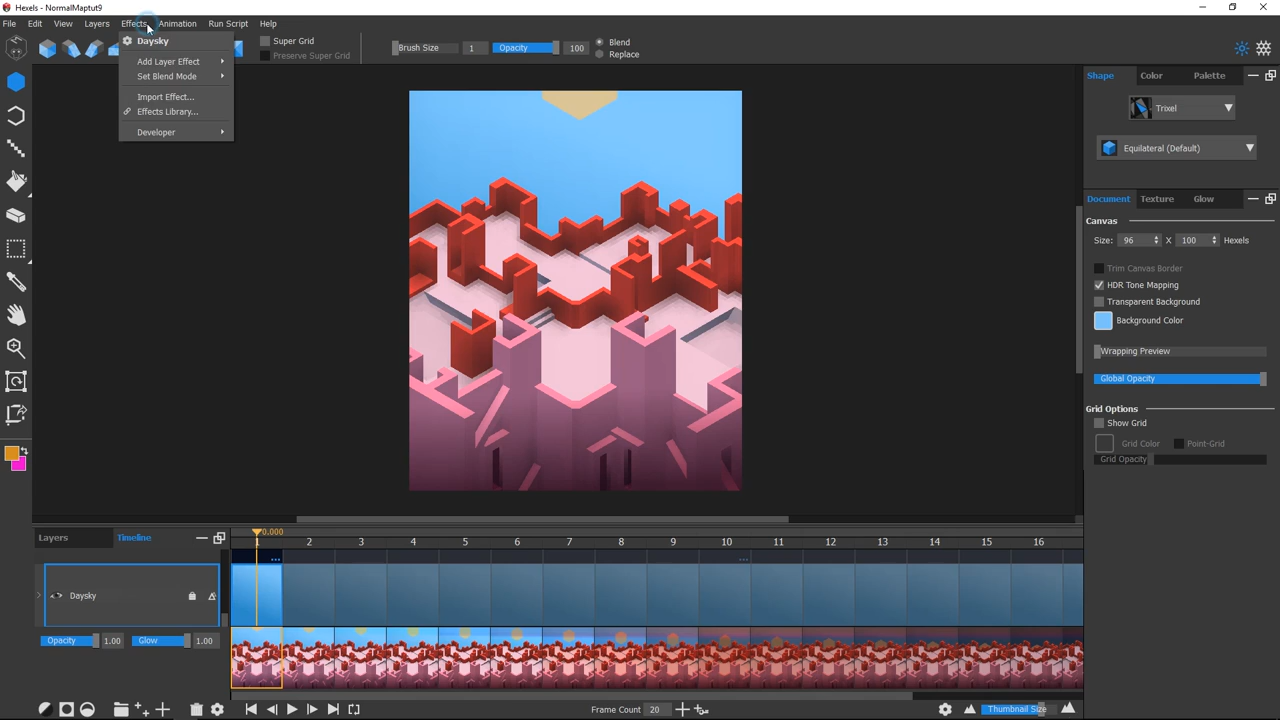 Hexels - NormalMaptut9
File Edit View Layers Effects Animation Run Script Help
Daysky
Add Layer Effect
Set Blend Mode
Import Effect...
Effects Library...
Developer
Super Grid
Preserve Super Grid
Brush Size 1 Opacity 100
Blend
Replace
Shape Color Palette
Trixel
Equilateral (Default)
Document Texture Glow
Canvas
Size: 96 X 100 Hexels
Trim Canvas Border
HDR Tone Mapping
Transparent Background
Background Color
Wrapping Preview
Global Opacity
Grid Options
Show Grid
Grid Color Point-Grid
Grid Opacity
Layers Timeline
0.000
1 2 3 4 5 6 7 8 9 10 11 12 13 14 15 16
Daysky
Opacity 1.00 Glow 1.00
Frame Count 20
Thumbnail Size